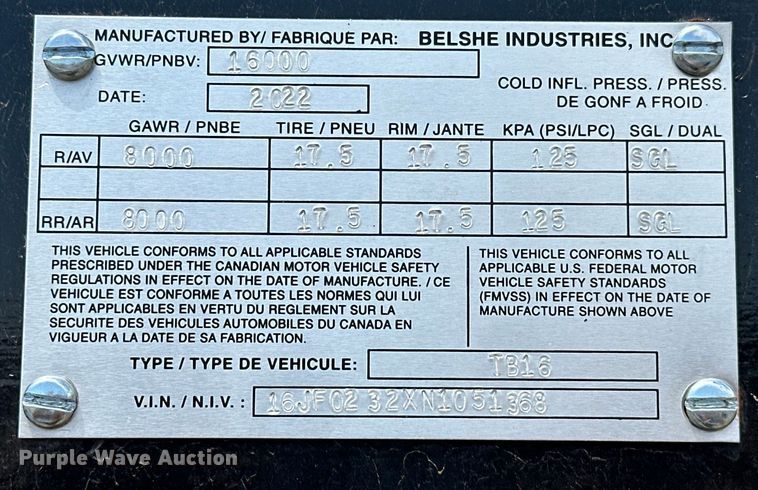 MANUFACTURED BY/ FABRIQUE PAR: BELSHE INDUSTRIES, INC
GVWR/PNBV: 16000
COLD INFL. PRESS. / PRESS.
DE GONF A FROID
DATE: 2022
GAWR / PNBE TIRE / PNEU RIM / JANTE KPA (PSI/LPC) SGL / DUAL
R/AV 8000 17.5 17.5 125 SGL
RR/AR 8000 17.5 17.5 125 SGL
THIS VEHICLE CONFORMS TO ALL APPLICABLE STANDARDS
PRESCRIBED UNDER THE CANADIAN MOTOR VEHICLE SAFETY
REGULATIONS IN EFFECT ON THE DATE OF MANUFACTURE. / CE
VEHICULE EST CONFORME A TOUTES LES NORMES QUI LUI
SONT APPLICABLES EN VERTU DU REGLEMENT SUR LA
SECURITE DES VEHICULES AUTOMOBILES DU CANADA EN
VIGUEUR A LA DATE DE SA FABRICATION.
THIS VEHICLE CONFORMS TO ALL
APPLICABLE U.S. FEDERAL MOTOR
VEHICLE SAFETY STANDARDS
(FMVSS) IN EFFECT ON THE DATE OF
MANUFACTURE SHOWN ABOVE
TYPE / TYPE DE VEHICULE: TB16
V.I.N. / N.I.V. : 16JF0232XN1051368
Purple Wave Auction